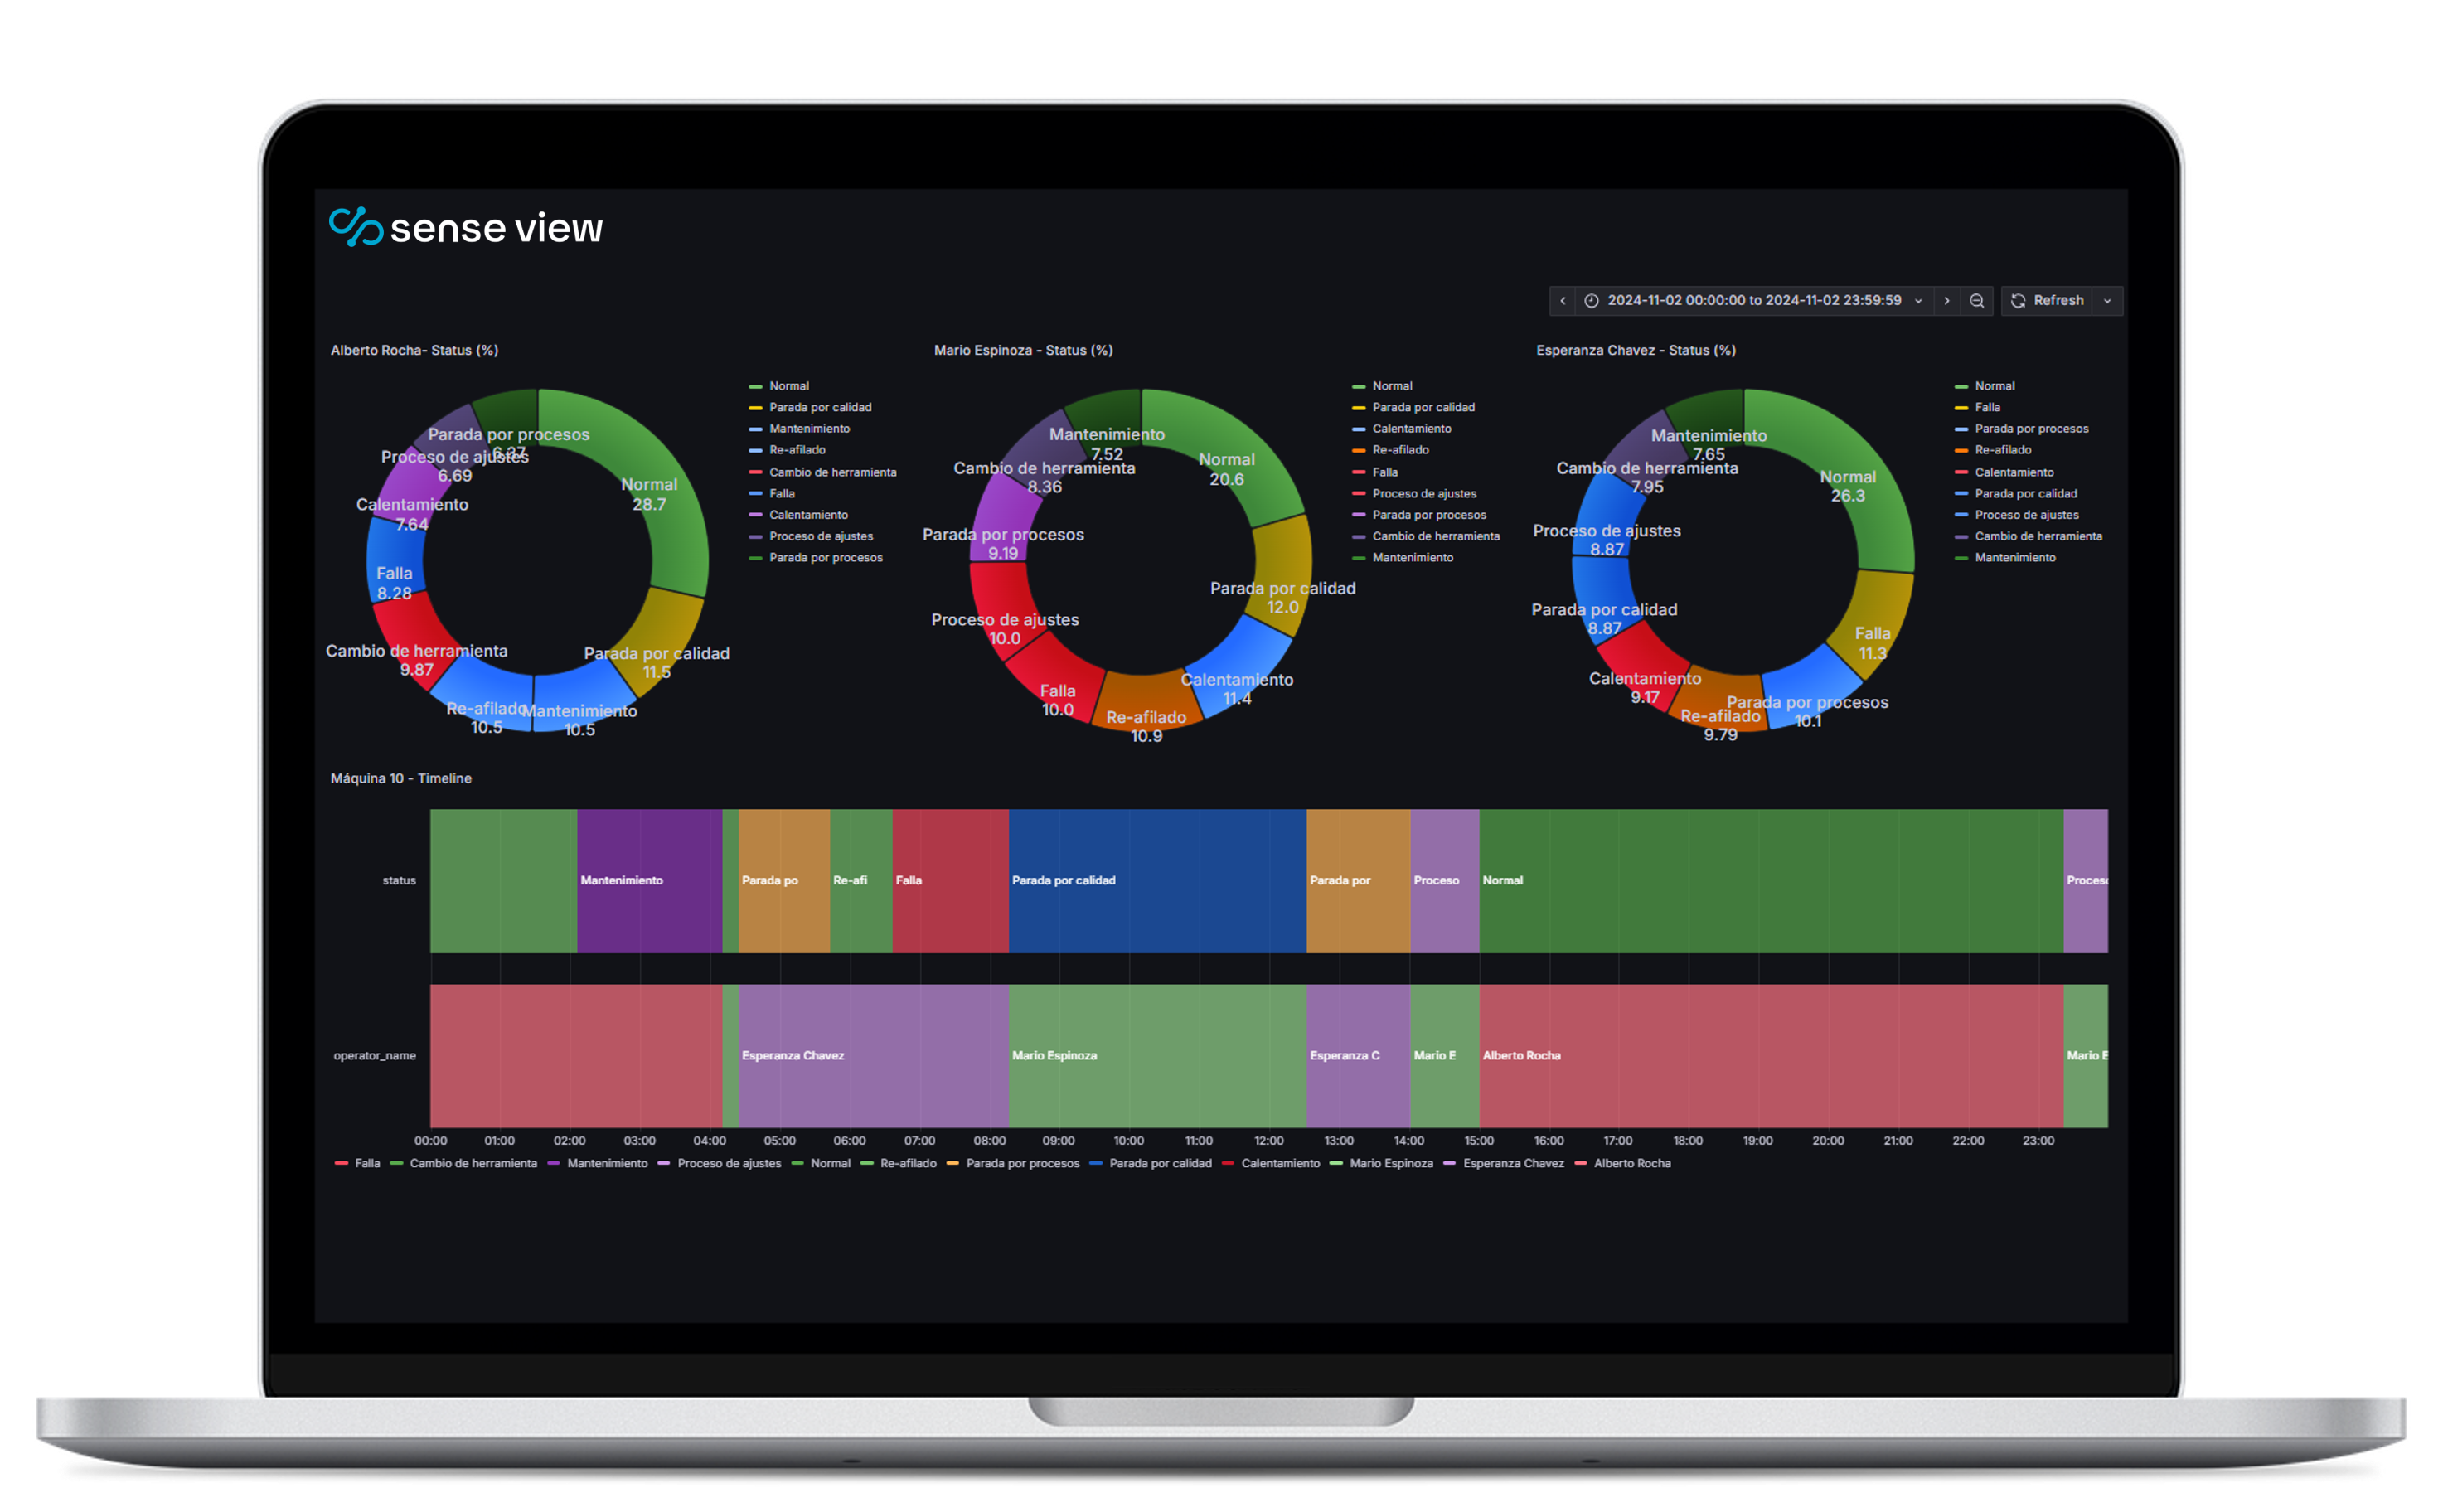 sense view
2024-11-02 00:00:00 to 2024-11-02 23:59:59
Refresh
Alberto Rocha- Status (%)
Normal
28.7
Parada por calidad
11.5
Mantenimiento
10.5
Re-afilado
10.5
Cambio de herramienta
9.87
Falla
8.28
Calentamiento
7.64
Proceso de ajustes
6.69
Parada por procesos
6.37
Normal
Parada por calidad
Mantenimiento
Re-afilado
Cambio de herramienta
Falla
Calentamiento
Proceso de ajustes
Parada por procesos
Mario Espinoza - Status (%)
Normal
20.6
Parada por calidad
12.0
Calentamiento
11.4
Re-afilado
10.9
Falla
10.0
Proceso de ajustes
10.0
Parada por procesos
9.19
Cambio de herramienta
8.36
Mantenimiento
7.52
Normal
Parada por calidad
Calentamiento
Re-afilado
Falla
Proceso de ajustes
Parada por procesos
Cambio de herramienta
Mantenimiento
Esperanza Chavez - Status (%)
Normal
26.3
Falla
11.3
Parada por procesos
10.1
Re-afilado
9.79
Calentamiento
9.17
Parada por calidad
8.87
Proceso de ajustes
8.87
Cambio de herramienta
7.95
Mantenimiento
7.65
Normal
Falla
Parada por procesos
Re-afilado
Calentamiento
Parada por calidad
Proceso de ajustes
Cambio de herramienta
Mantenimiento
Máquina 10 - Timeline
status Mantenimiento Parada po Re-afi Falla Parada por calidad Parada por Proceso Normal Proceso
operator_name Esperanza Chavez Mario Espinoza Esperanza C Mario E Alberto Rocha Mario E
00:00 01:00 02:00 03:00 04:00 05:00 06:00 07:00 08:00 09:00 10:00 11:00 12:00 13:00 14:00 15:00 16:00 17:00 18:00 19:00 20:00 21:00 22:00 23:00
Falla Cambio de herramienta Mantenimiento Proceso de ajustes Normal Re-afilado Parada por procesos Parada por calidad Calentamiento Mario Espinoza Esperanza Chavez Alberto Rocha